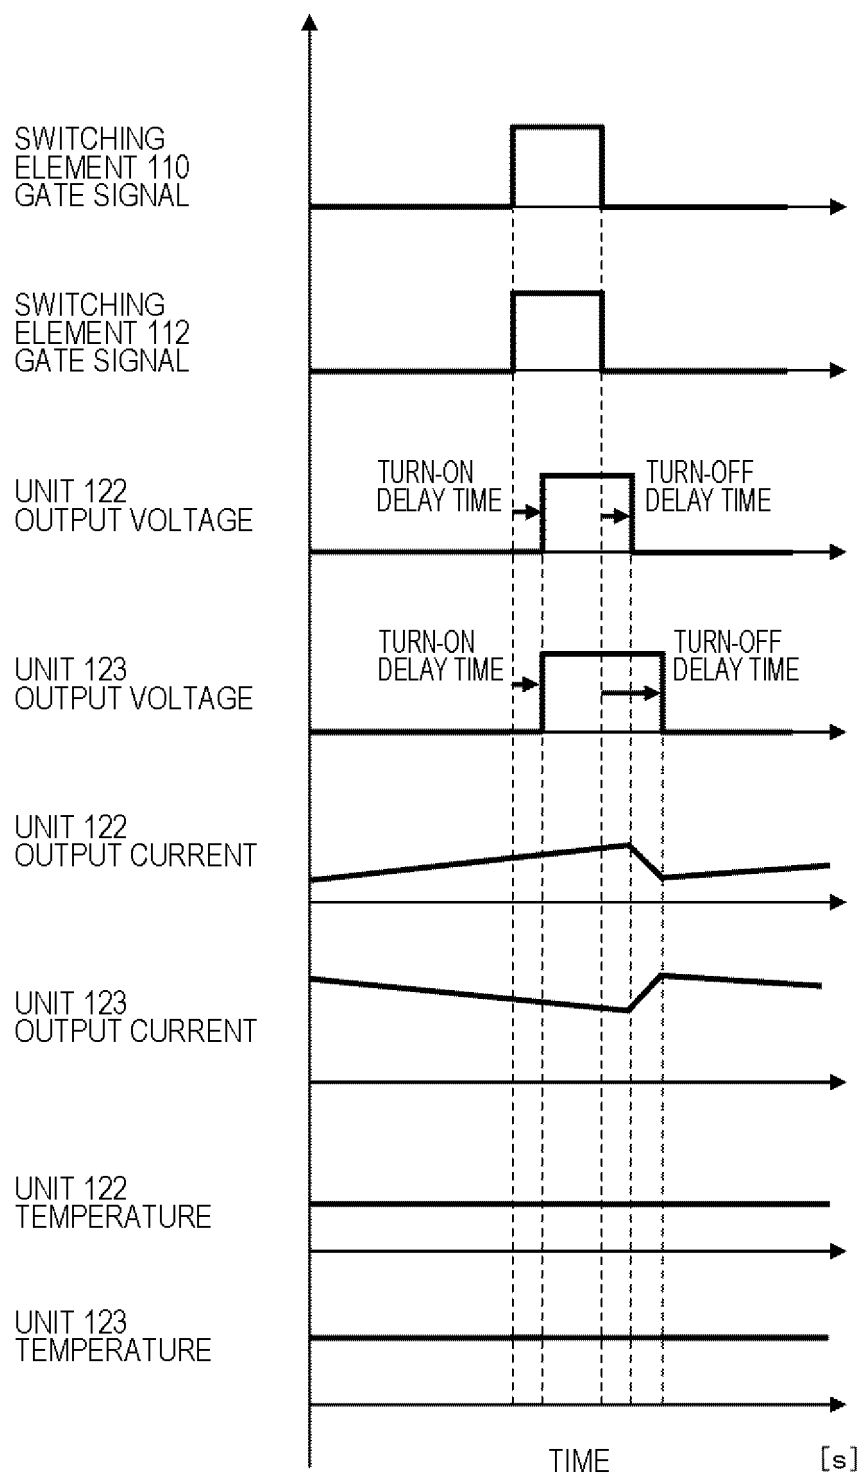 SWITCHING
ELEMENT 110
GATE SIGNAL
SWITCHING
ELEMENT 112
GATE SIGNAL
UNIT 122
OUTPUT VOLTAGE
TURN-ON
DELAY TIME
TURN-OFF
DELAY TIME
UNIT 123
OUTPUT VOLTAGE
TURN-ON
DELAY TIME
TURN-OFF
DELAY TIME
UNIT 122
OUTPUT CURRENT
UNIT 123
OUTPUT CURRENT
UNIT 122
TEMPERATURE
UNIT 123
TEMPERATURE
TIME
[s]